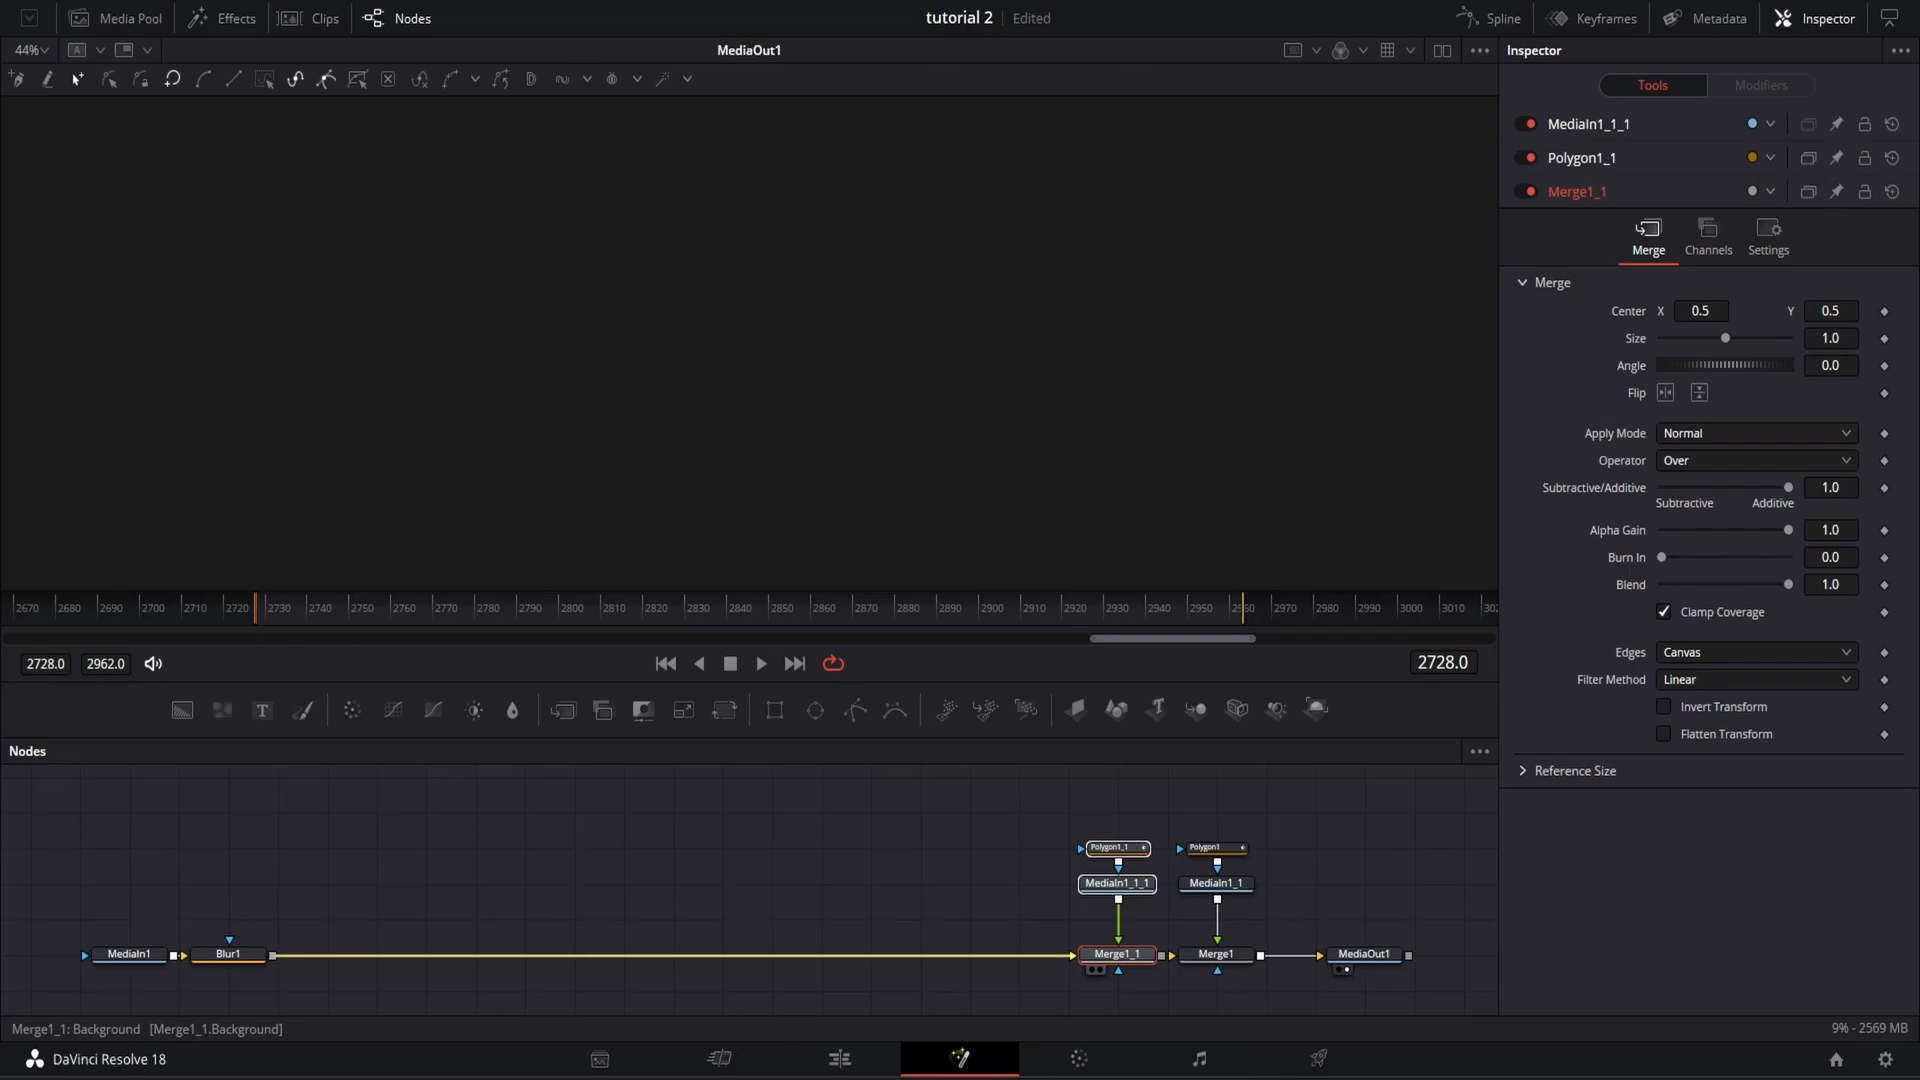 Media Pool
Effects
Clips
Nodes
tutorial 2
Edited
Spline
Keyframes
Metadata
Inspector
44%
A
MediaOut1
Inspector
Tools
Modifiers
MediaIn1_1_1
Polygon1_1
Merge1_1
Merge
Channels
Settings
Merge
Center X 0.5 Y 0.5
Size 1.0
Angle 0.0
Flip
Apply Mode Normal
Operator Over
Subtractive/Additive 1.0
Subtractive Additive
Alpha Gain 1.0
Burn In 0.0
Blend 1.0
Clamp Coverage
Edges Canvas
Filter Method Linear
Invert Transform
Flatten Transform
Reference Size
2670 2680 2690 2700 2710 2720 2730 2740 2750 2760 2770 2780 2790 2800 2810 2820 2830 2840 2850 2860 2870 2880 2890 2900 2910 2920 2930 2940 2950 2960 2970 2980 2990 3000 3010 302
2728.0 2962.0
2728.0
Nodes
Polygon1_1 Polygon1
MediaIn1_1_1 MediaIn1_1
MediaIn1 Blur1 Merge1_1 Merge1 MediaOut1
Merge1_1: Background [Merge1_1.Background]
9% - 2569 MB
DaVinci Resolve 18